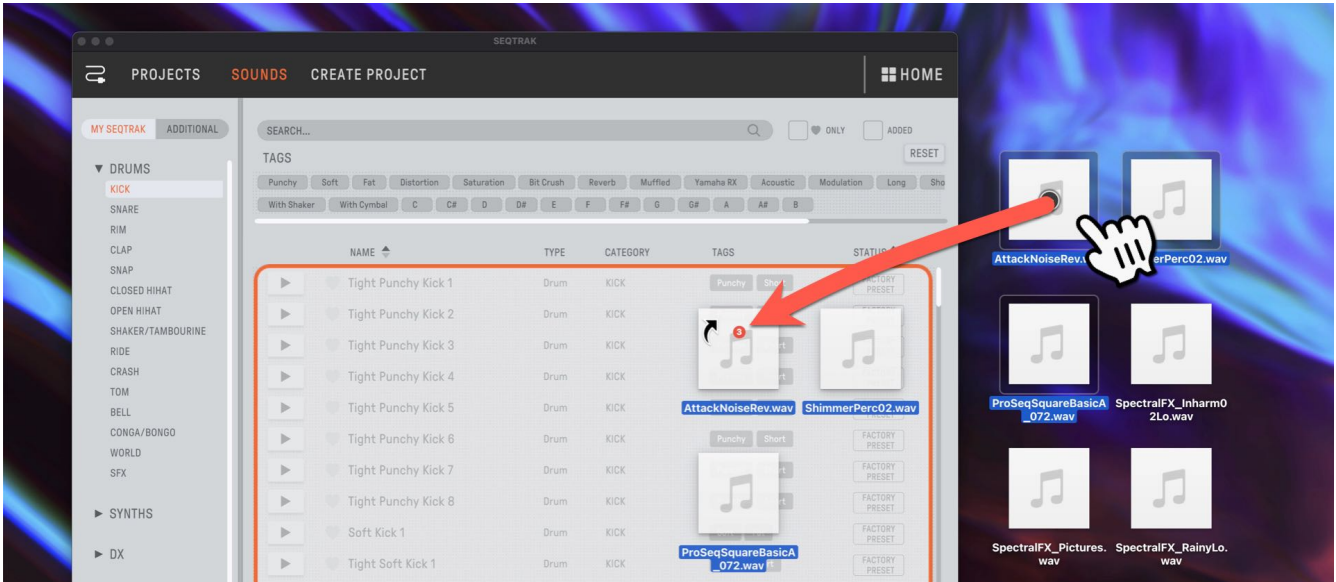 SEQTRAK
PROJECTS SOUNDS CREATE PROJECT HOME
MY SEQTRAK ADDITIONAL
SEARCH... ONLY ADDED
TAGS RESET
Punchy Soft Fat Distortion Saturation Bit Crush Reverb Muffled Yamaha RX Acoustic Modulation Long Sho
With Shaker With Cymbal C C# D D# E F F# G G# A A# B
DRUMS
KICK
SNARE
RIM
CLAP
SNAP
CLOSED HIHAT
OPEN HIHAT
SHAKER/TAMBOURINE
RIDE
CRASH
TOM
BELL
CONGA/BONGO
WORLD
SFX
SYNTHS
DX
NAME TYPE CATEGORY TAGS STATUS
Tight Punchy Kick 1 Drum KICK Punchy Short FACTORY
PRESET
Tight Punchy Kick 2 Drum KICK
Tight Punchy Kick 3 Drum KICK
Tight Punchy Kick 4 Drum KICK
Tight Punchy Kick 5 Drum KICK
Tight Punchy Kick 6 Drum KICK Punchy Short FACTORY
PRESET
Tight Punchy Kick 7 Drum KICK FACTORY
PRESET
Tight Punchy Kick 8 Drum KICK FACTORY
PRESET
Soft Kick 1 Drum KICK FACTORY
PRESET
Tight Soft Kick 1 Drum KICK FACTORY
PRESET
3
AttackNoiseRev.wav ShimmerPerc02.wav
ProSeqSquareBasicA
_072.wav
AttackNoiseRev.w erPerc02.wav
ProSeqSquareBasicA SpectralFX_Inharm0
_072.wav 2Lo.wav
SpectralFX_Pictures. SpectralFX_RainyLo.
wav wav